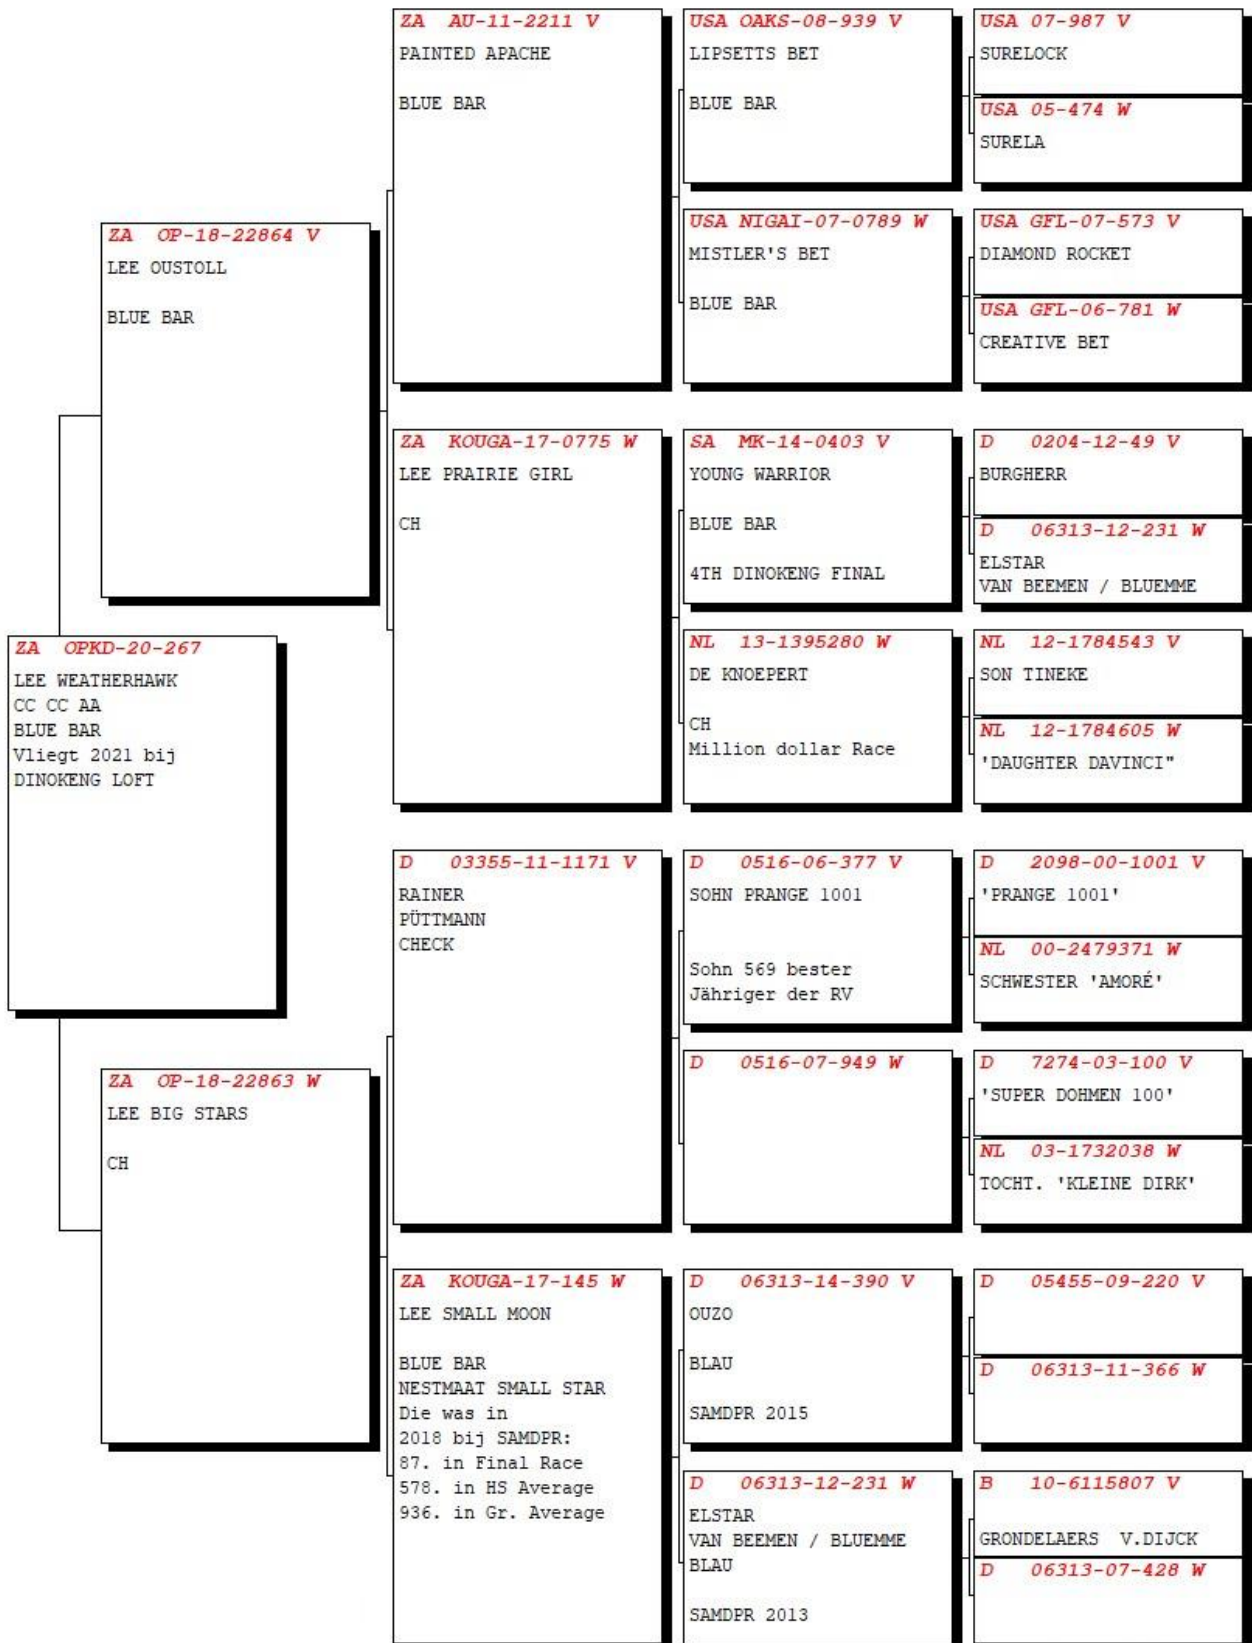 ZA OPKD-20-267
LEE WEATHERHAWK
CC CC AA
BLUE BAR
Vliegt 2021 bij
DINOKENG LOFT
ZA OP-18-22864 V
LEE OUSTOLL
BLUE BAR
ZA OP-18-22863 W
LEE BIG STARS
CH
ZA AU-11-2211 V
PAINTED APACHE
BLUE BAR
ZA KOUGA-17-0775 W
LEE PRAIRIE GIRL
CH
D 03355-11-1171 V
RAINER
PÜTTMANN
CHECK
ZA KOUGA-17-145 W
LEE SMALL MOON
BLUE BAR
NESTMAAT SMALL STAR
Die was in
2018 bij SAMDPR:
87. in Final Race
578. in HS Average
936. in Gr. Average
USA OAKS-08-939 V
LIPSETTS BET
BLUE BAR
USA NIGAI-07-0789 W
MISTLER'S BET
BLUE BAR
SA MK-14-0403 V
YOUNG WARRIOR
BLUE BAR
4TH DINOKENG FINAL
NL 13-1395280 W
DE KNOEPERT
CH
Million dollar Race
D 0516-06-377 V
SOHN PRANGE 1001
Sohn 569 bester
Jähriger der RV
D 0516-07-949 W
D 06313-14-390 V
OUZO
BLAU
SAMDPR 2015
D 06313-12-231 W
ELSTAR
VAN BEEMEN / BLUEMME
BLAU
SAMDPR 2013
USA 07-987 V
SURELOCK
USA 05-474 W
SURELA
USA GFL-07-573 V
DIAMOND ROCKET
USA GFL-06-781 W
CREATIVE BET
D 0204-12-49 V
BURGHERR
D 06313-12-231 W
ELSTAR
VAN BEEMEN / BLUEMME
NL 12-1784543 V
SON TINEKE
NL 12-1784605 W
'DAUGHTER DAVINCI"
D 2098-00-1001 V
'PRANGE 1001'
NL 00-2479371 W
SCHWESTER 'AMORÉ'
D 7274-03-100 V
'SUPER DOHMEN 100'
NL 03-1732038 W
TOCHT. 'KLEINE DIRK'
D 05455-09-220 V
D 06313-11-366 W
B 10-6115807 V
GRONDELAERS V.DIJCK
D 06313-07-428 W